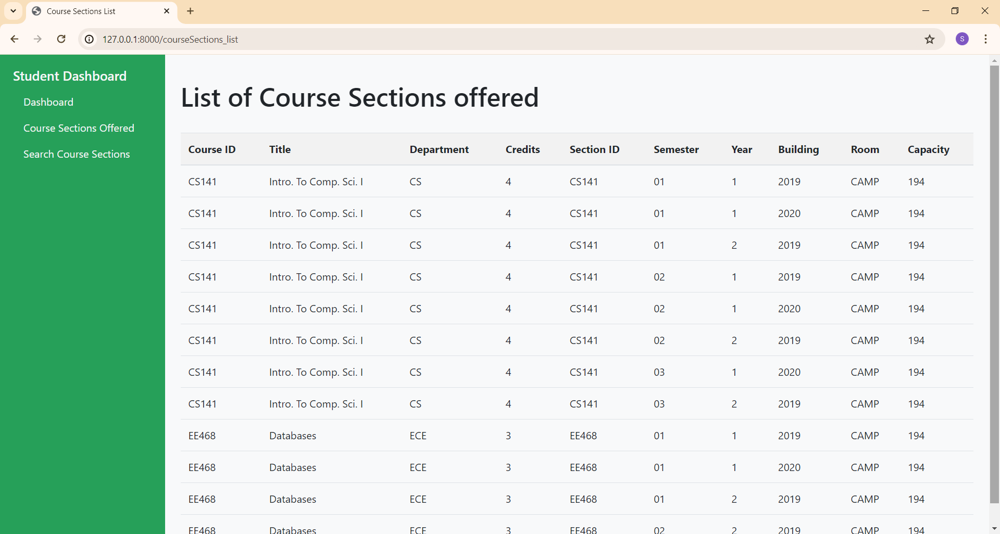 Course Sections List
127.0.0.1:8000/courseSections_list
S
Student Dashboard
Dashboard
Course Sections Offered
Search Course Sections
List of Course Sections offered
Course ID Title Department Credits Section ID Semester Year Building Room Capacity
CS141 Intro. To Comp. Sci. I CS 4 CS141 01 1 2019 CAMP 194
CS141 Intro. To Comp. Sci. I CS 4 CS141 01 1 2020 CAMP 194
CS141 Intro. To Comp. Sci. I CS 4 CS141 01 2 2019 CAMP 194
CS141 Intro. To Comp. Sci. I CS 4 CS141 02 1 2019 CAMP 194
CS141 Intro. To Comp. Sci. I CS 4 CS141 02 1 2020 CAMP 194
CS141 Intro. To Comp. Sci. I CS 4 CS141 02 2 2019 CAMP 194
CS141 Intro. To Comp. Sci. I CS 4 CS141 03 1 2020 CAMP 194
CS141 Intro. To Comp. Sci. I CS 4 CS141 03 2 2019 CAMP 194
EE468 Databases ECE 3 EE468 01 1 2019 CAMP 194
EE468 Databases ECE 3 EE468 01 1 2020 CAMP 194
EE468 Databases ECE 3 EE468 01 2 2019 CAMP 194
EE468 Databases ECE 3 EE468 02 2 2019 CAMP 194